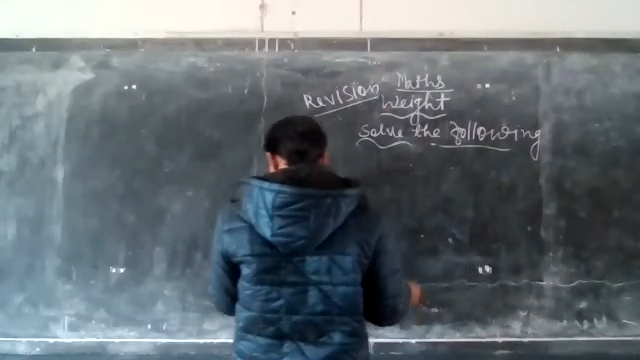 Maths
Revision
Weight
Solve the following